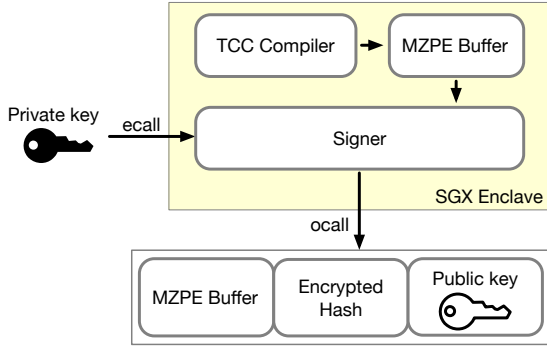 TCC Compiler
MZPE Buffer
Private key
ecall
Signer
SGX Enclave
ocall
MZPE Buffer
Encrypted
Hash
Public key